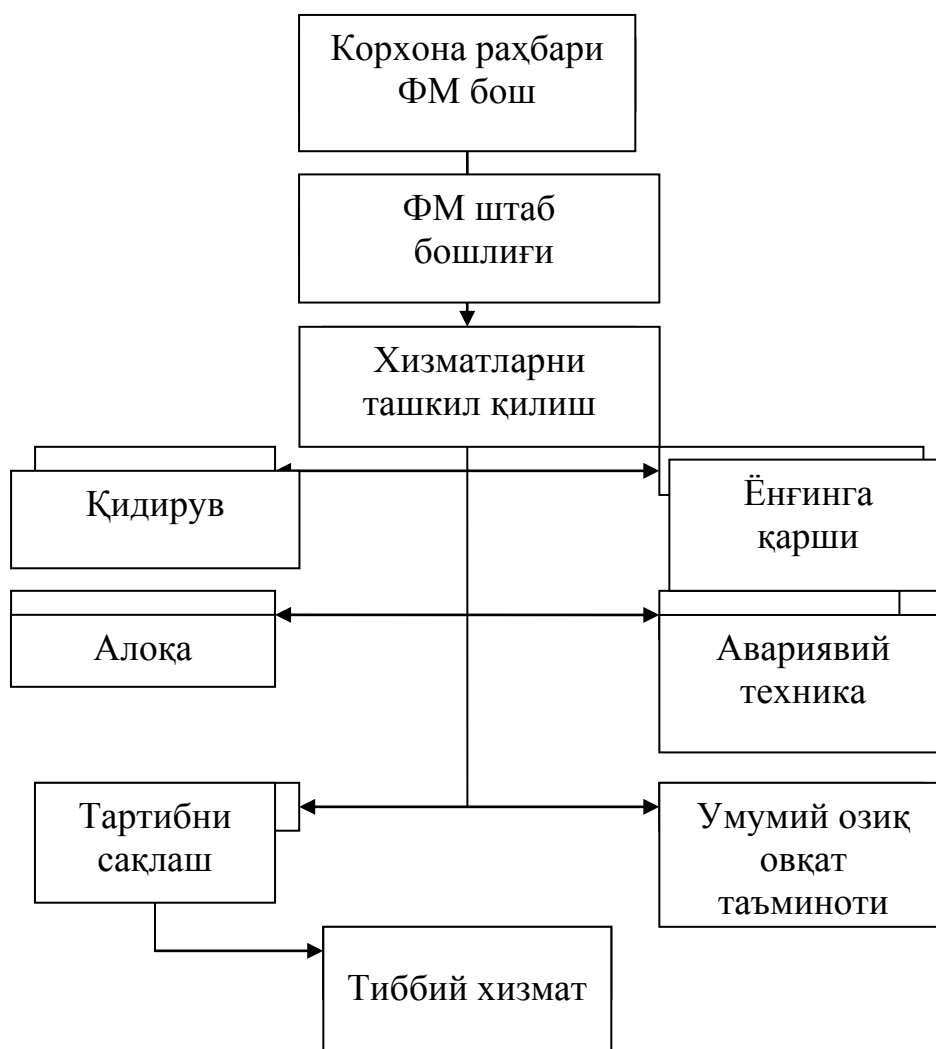 Корхона раҳбари
ФМ бош
ФМ штаб
бошлиғи
Хизматларни
ташкил қилиш
Қидирув
Ёнғинга
қарши
Алоқа
Авариявий
техника
Тартибни
сақлаш
Умумий озиқ
овқат
таъминоти
Тиббий хизмат